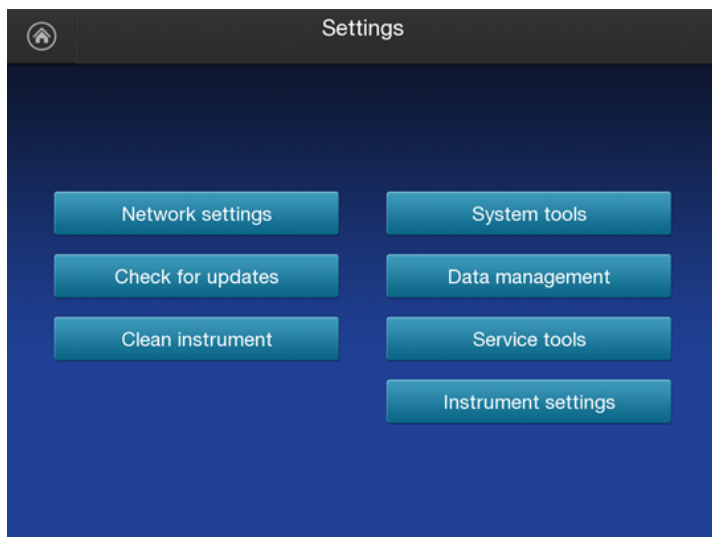 Settings
Network settings
System tools
Check for updates
Data management
Clean instrument
Service tools
Instrument settings